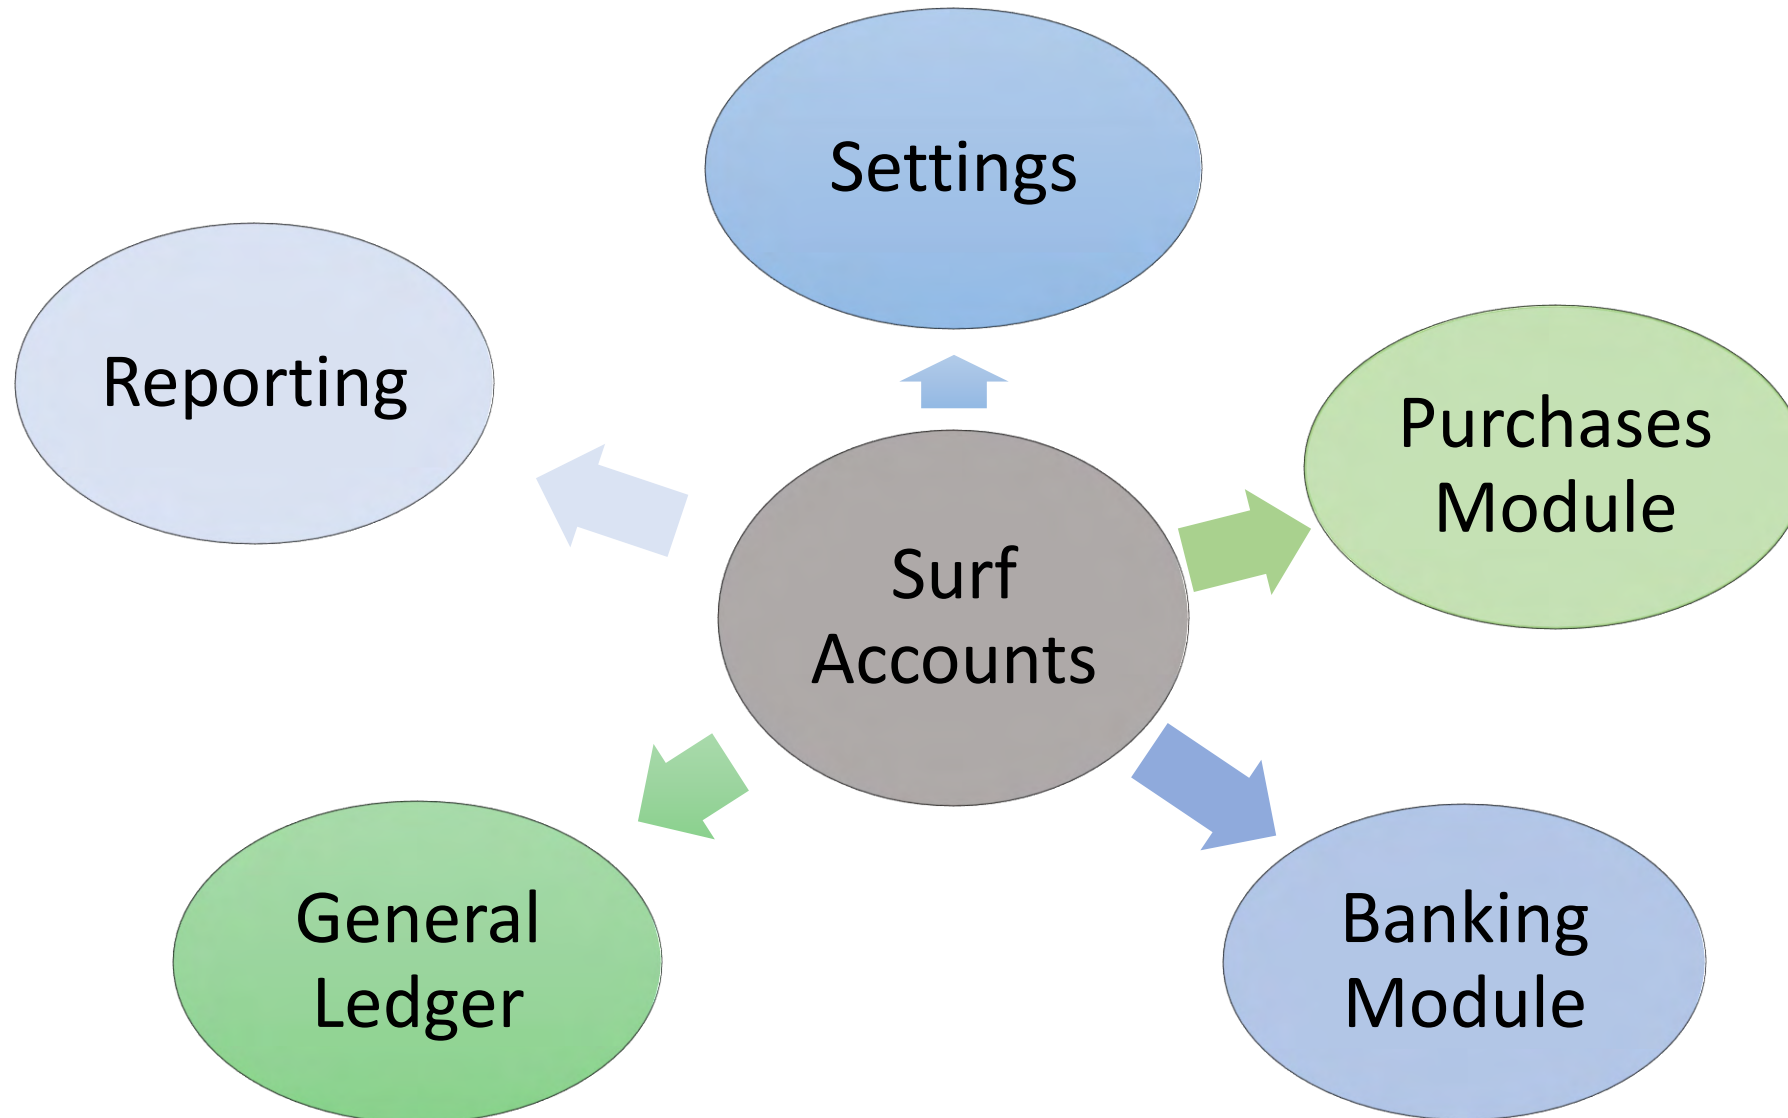 Settings
Reporting
Purchases
Module
Surf
Accounts
General
Ledger
Banking
Module